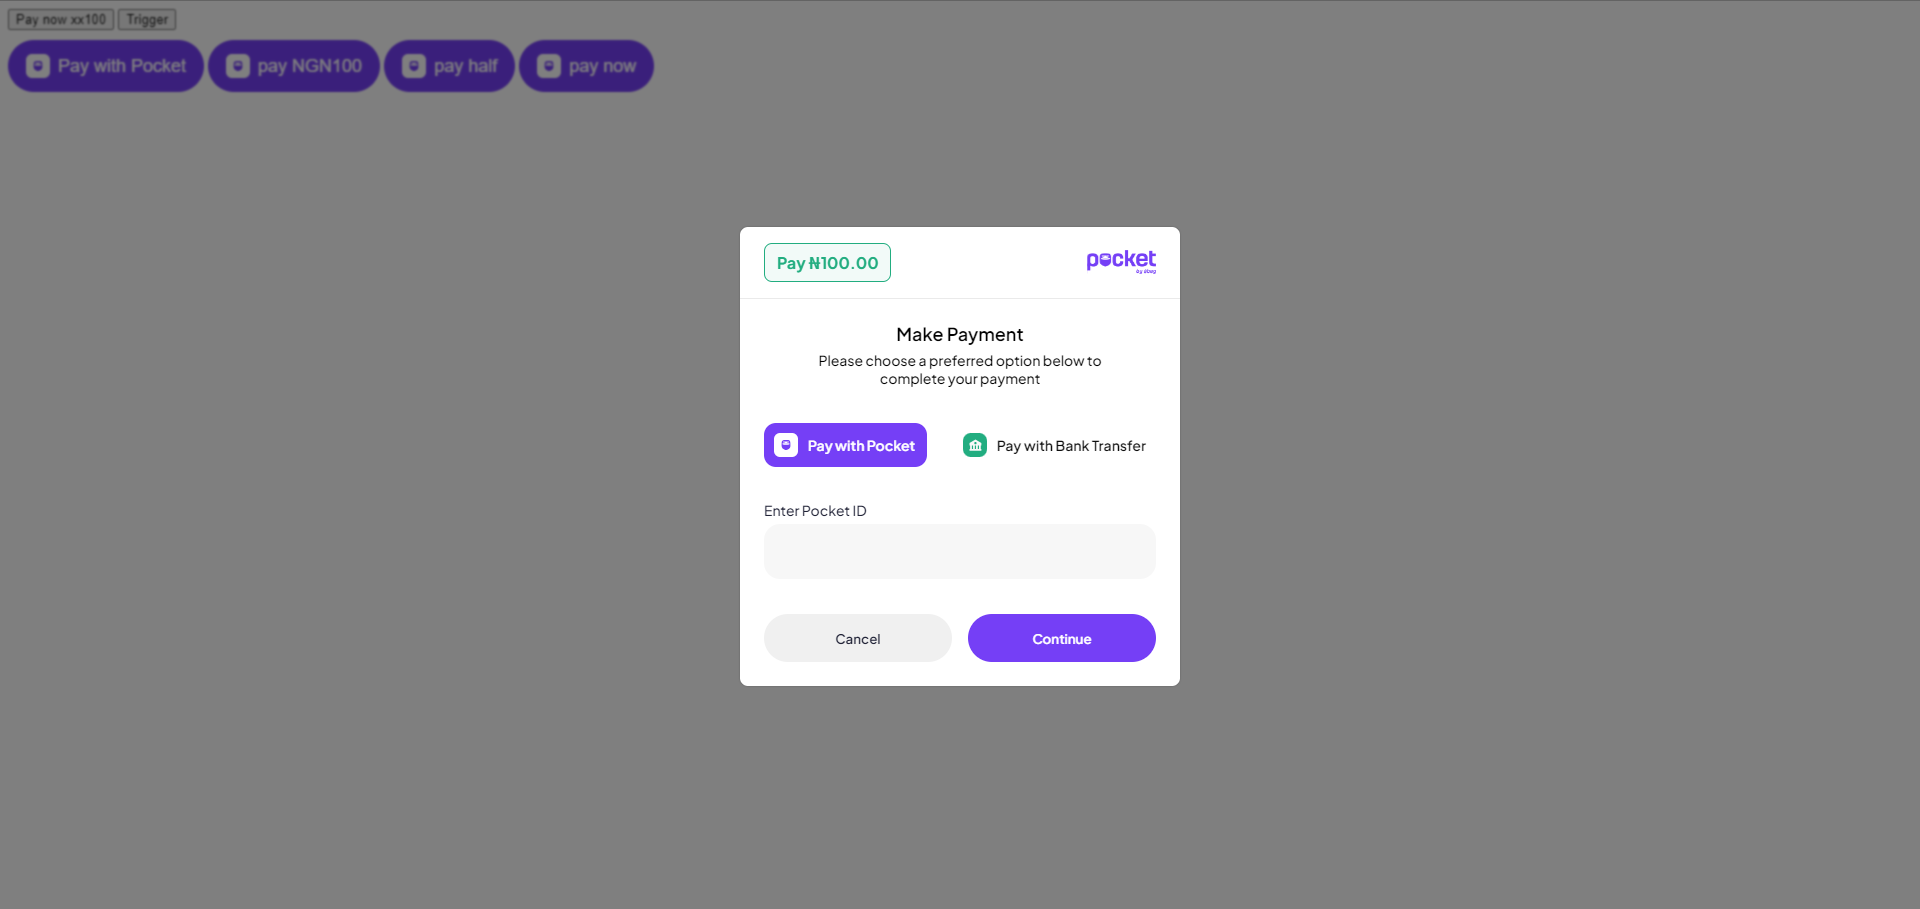 Pay now xx100 Trigger
Pay with Pocket pay NGN100 pay half pay now
Pay ₦100.00 pocket
by abeg
Make Payment
Please choose a preferred option below to
complete your payment
Pay with Pocket Pay with Bank Transfer
Enter Pocket ID
Cancel Continue